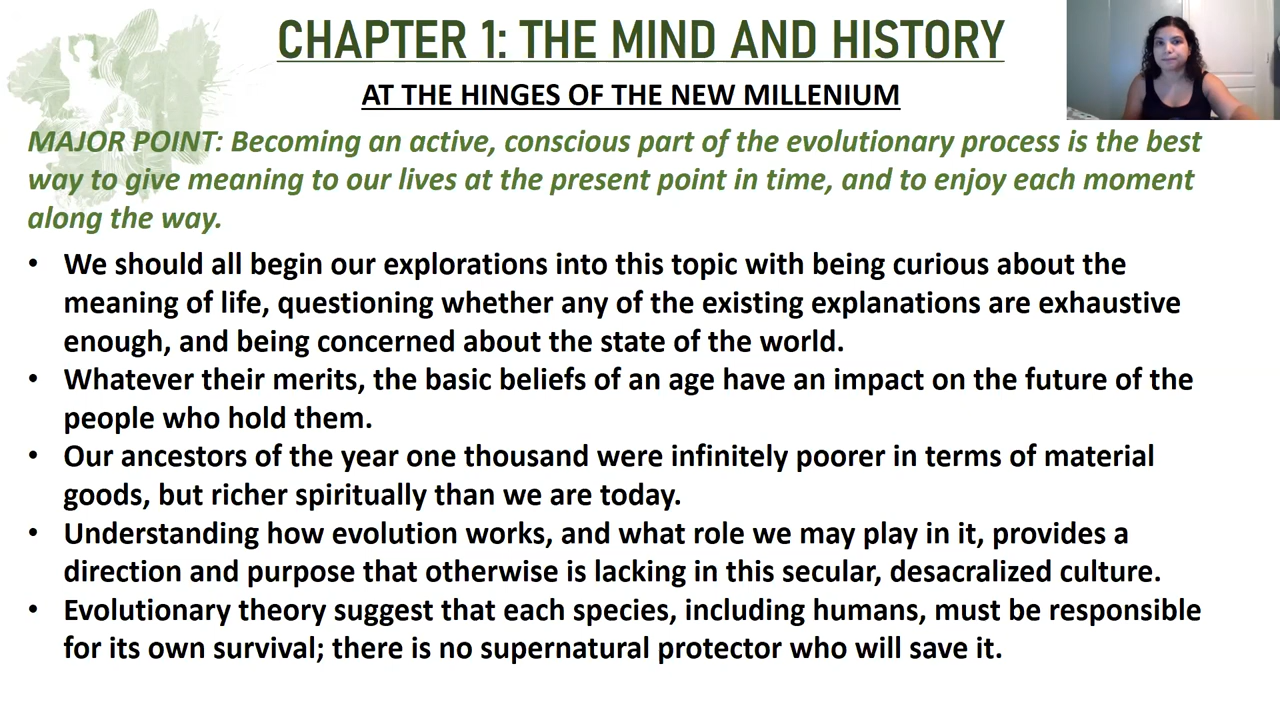 CHAPTER 1: THE MIND AND HISTORY
AT THE HINGES OF THE NEW MILLENIUM
MAJOR POINT: Becoming an active, conscious part of the evolutionary process is the best
way to give meaning to our lives at the present point in time, and to enjoy each moment
along the way.
• We should all begin our explorations into this topic with being curious about the
meaning of life, questioning whether any of the existing explanations are exhaustive
enough, and being concerned about the state of the world.
• Whatever their merits, the basic beliefs of an age have an impact on the future of the
people who hold them.
• Our ancestors of the year one thousand were infinitely poorer in terms of material
goods, but richer spiritually than we are today.
• Understanding how evolution works, and what role we may play in it, provides a
direction and purpose that otherwise is lacking in this secular, desacralized culture.
• Evolutionary theory suggest that each species, including humans, must be responsible
for its own survival; there is no supernatural protector who will save it.